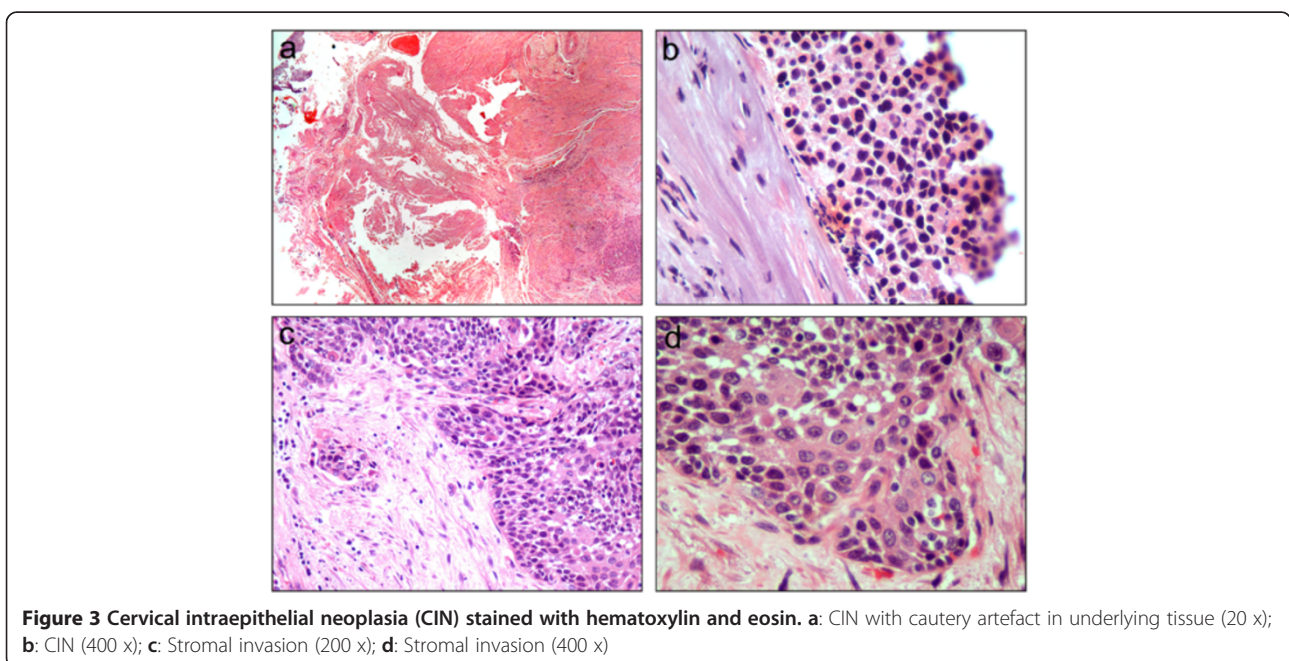 a
b
c
d
Figure 3 Cervical intraepithelial neoplasia (CIN) stained with hematoxylin and eosin. a: CIN with cautery artefact in underlying tissue (20 x);
b: CIN (400 x); c: Stromal invasion (200 x); d: Stromal invasion (400 x)